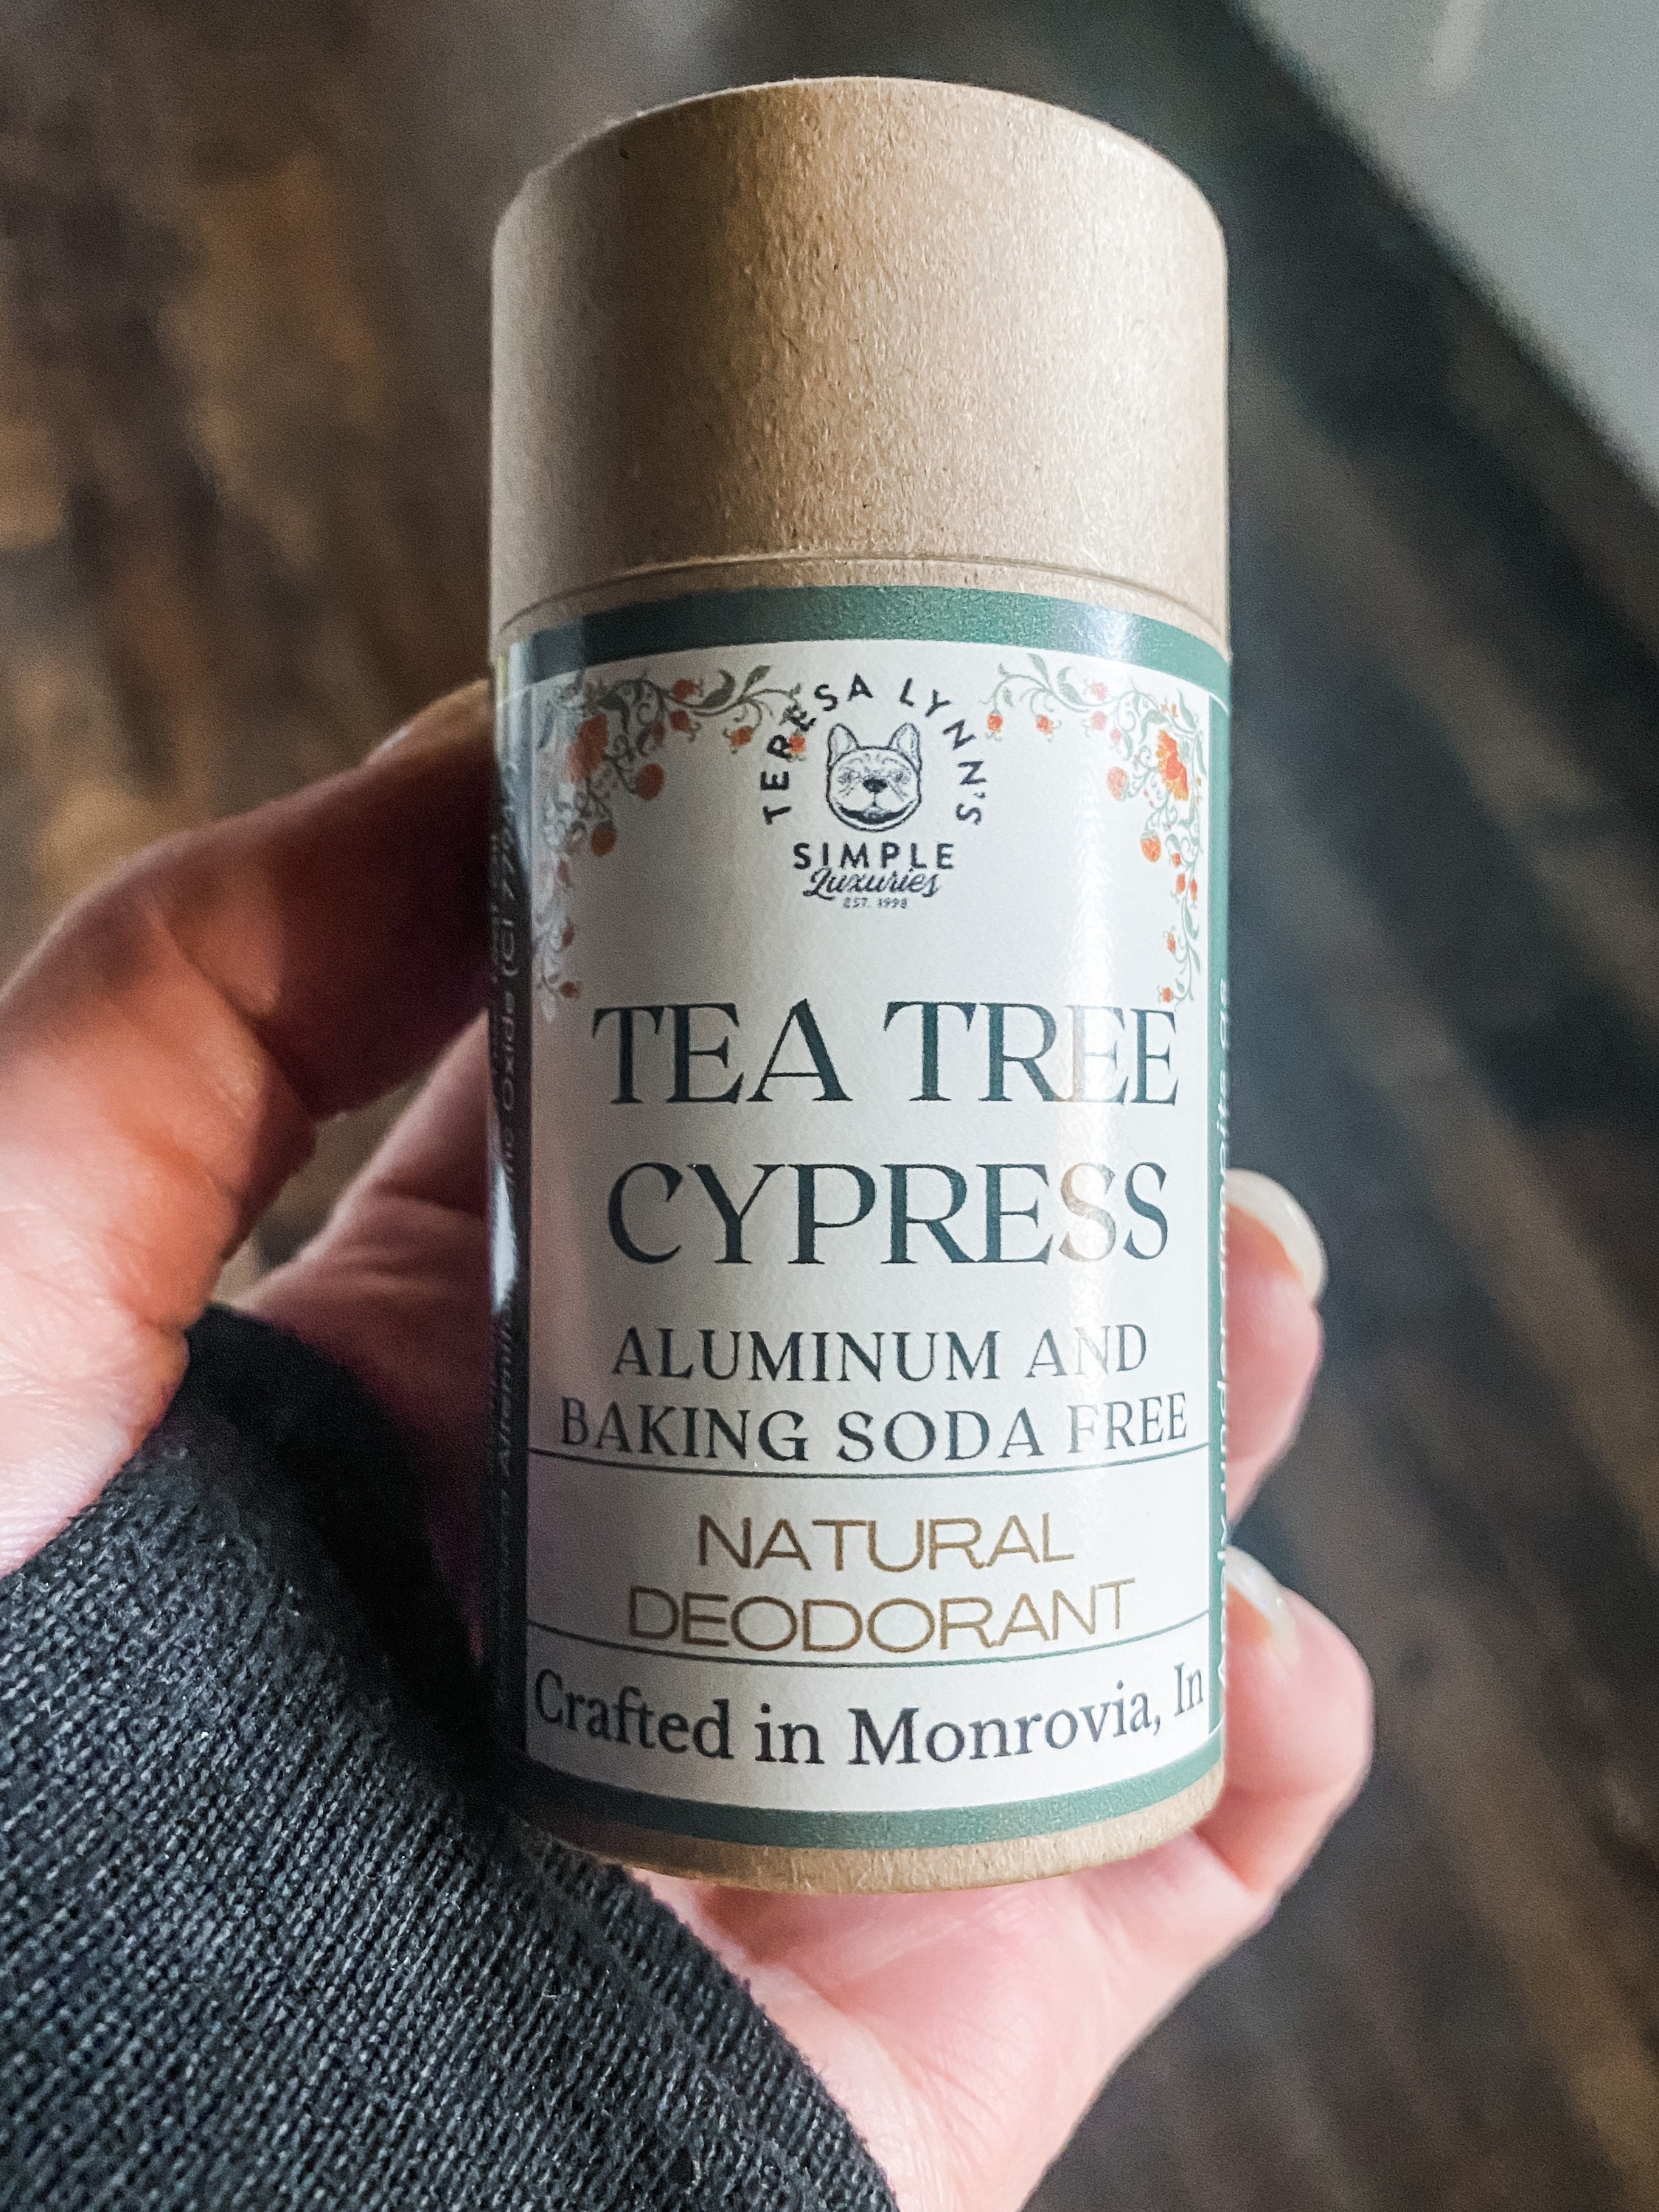 TERESA LYNN'S
SIMPLE
Luxuries
EST. 1998
TEA TREE
CYPRESS
ALUMINUM AND
BAKING SODA FREE
NATURAL
DEODORANT
Crafted in Monrovia, In